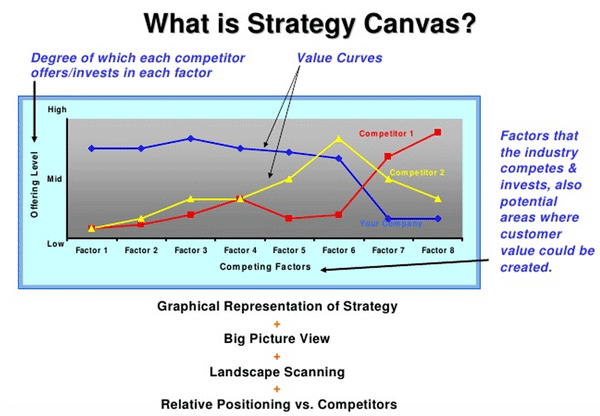 What is Strategy Canvas?
Degree of which each competitor
offers/invests in each factor
Value Curves
High
Mid
Low
Offering Level
Competitor 1
Competitor 2
Your Company
Factor 1 Factor 2 Factor 3 Factor 4 Factor 5 Factor 6 Factor 7 Factor 8
Competing Factors
Factors that
the industry
competes &
invests, also
potential
areas where
customer
value could be
created.
Graphical Representation of Strategy
+
Big Picture View
+
Landscape Scanning
+
Relative Positioning vs. Competitors